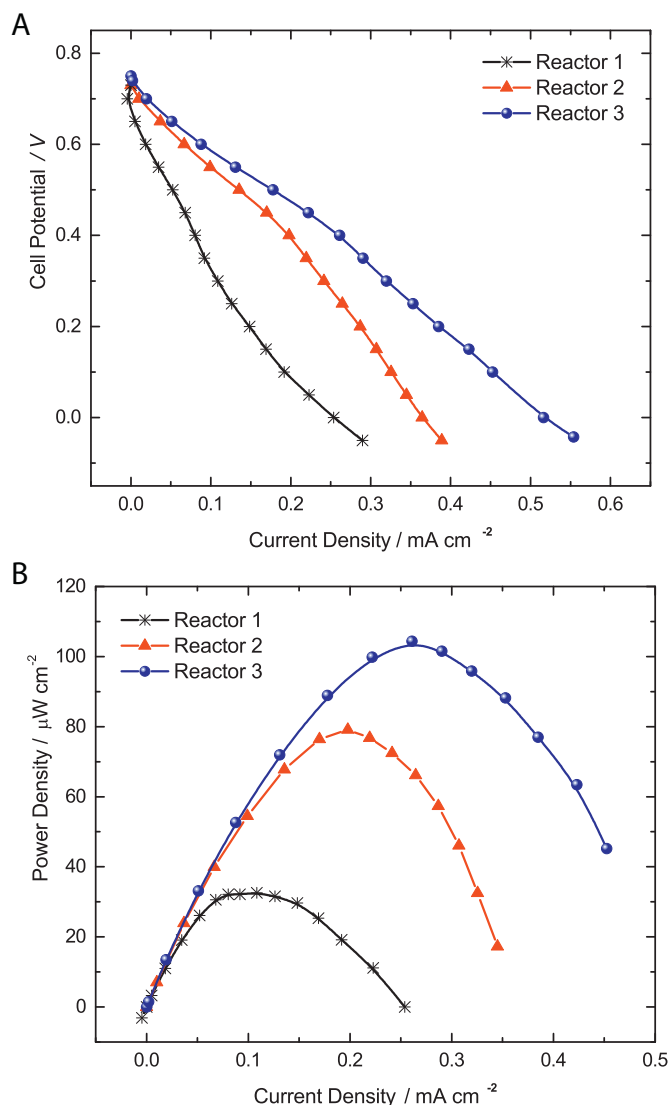 A
0.8
0.6
0.4
0.2
0.0
Cell Potential / V
Reactor 1
Reactor 2
Reactor 3
0.0 0.1 0.2 0.3 0.4 0.5 0.6
Current Density / mA cm -2
B
120
100
80
60
40
20
0
Power Density / μW cm-2
Reactor 1
Reactor 2
Reactor 3
0.0 0.1 0.2 0.3 0.4 0.5
Current Density / mA cm -2